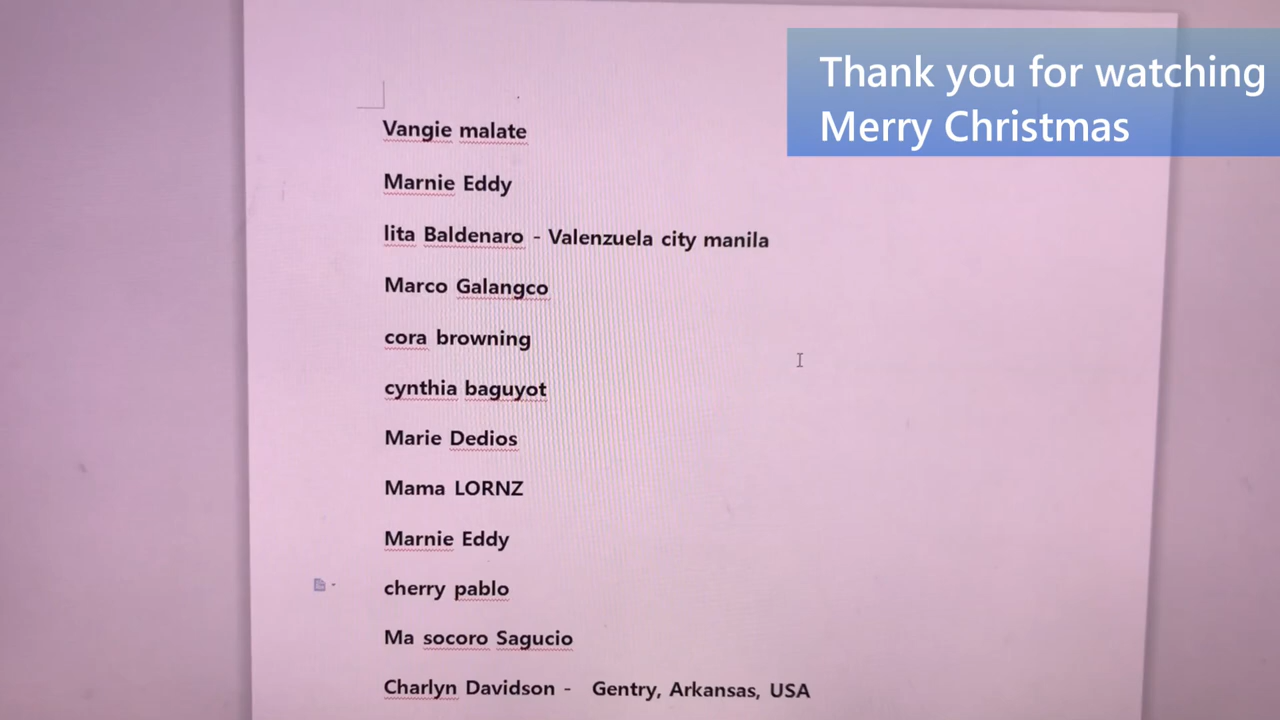 Thank you for watching
Merry Christmas
Vangie malate
Marnie Eddy
lita Baldenaro - Valenzuela city manila
Marco Galangco
cora browning
cynthia baguyot
Marie Dedios
Mama LORNZ
Marnie Eddy
cherry pablo
Ma socoro Sagucio
Charlyn Davidson - Gentry, Arkansas, USA